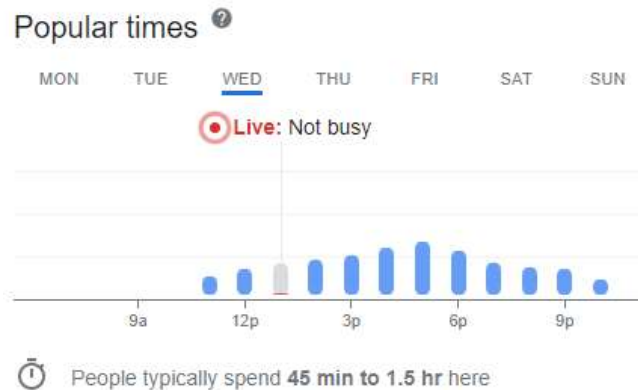 Popular times ?
MON TUE WED THU FRI SAT SUN
Live: Not busy
9a 12p 3p 6p 9p
People typically spend 45 min to 1.5 hr here